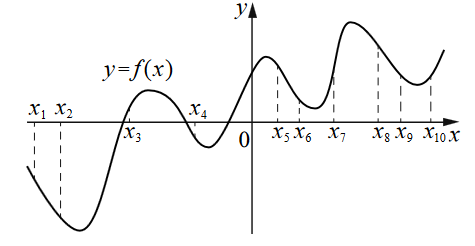 y
y=f(x)
x₁ x₂ x₄
x₃ 0 x₅ x₆ x₇ x₈ x₉ x₁₀ x